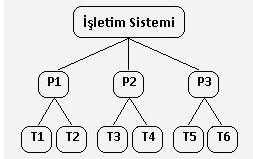 İşletim Sistemi
P1 P2 P3
T1 T2 T3 T4 T5 T6